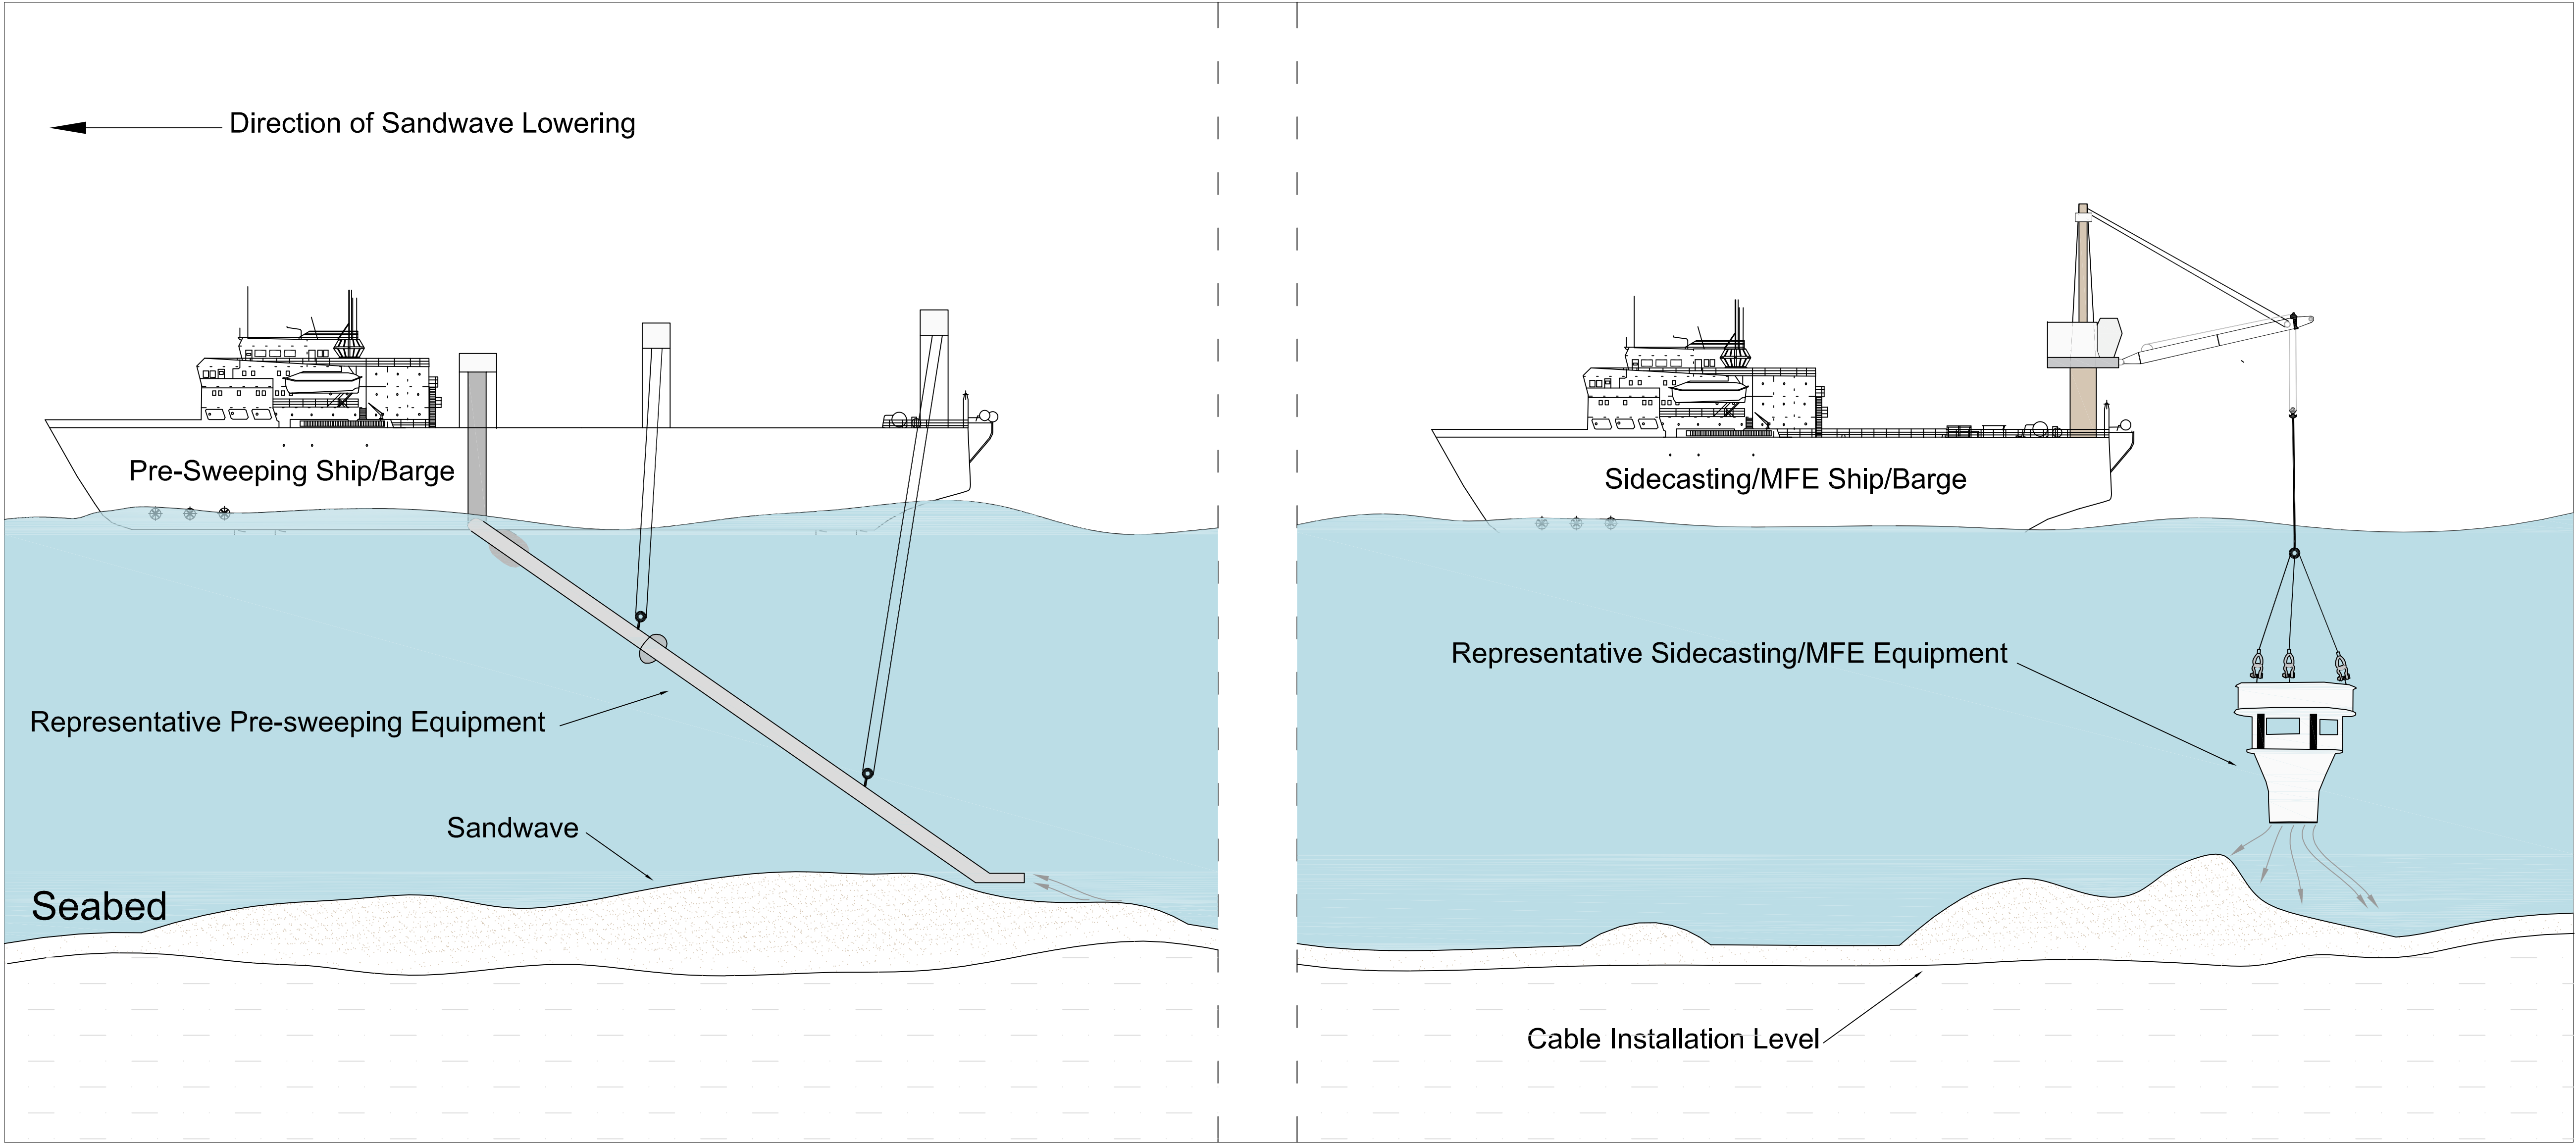 Direction of Sandwave Lowering
Pre-Sweeping Ship/Barge
Representative Pre-sweeping Equipment
Sandwave
Seabed
Sidecasting/MFE Ship/Barge
Representative Sidecasting/MFE Equipment
Cable Installation Level